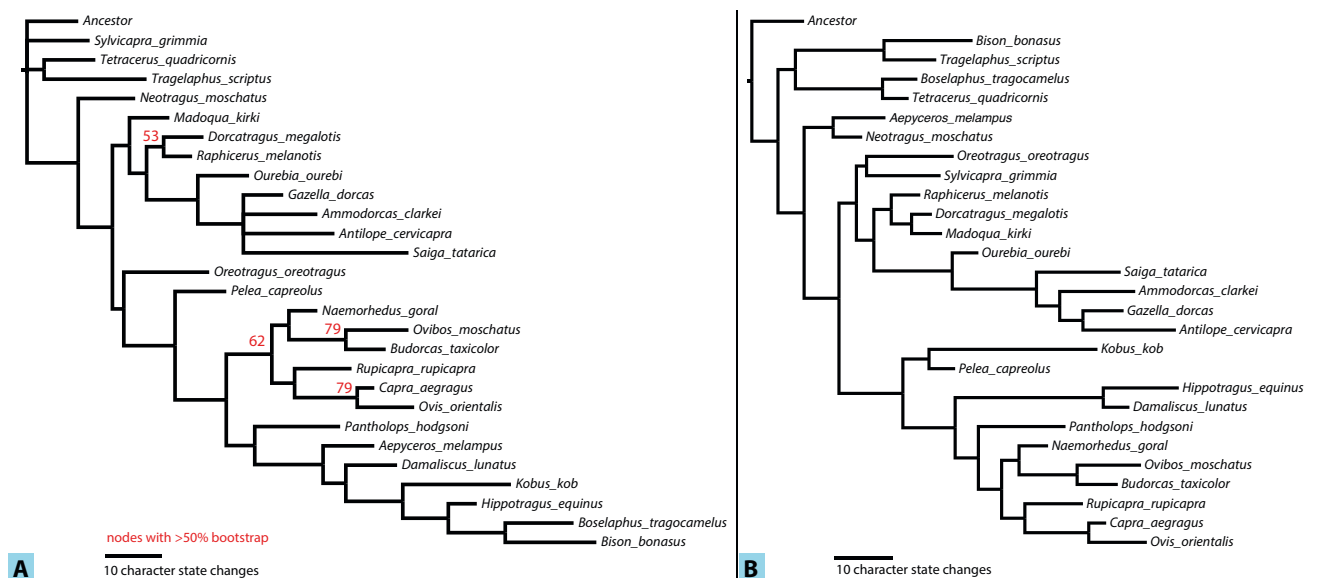 Ancestor
Sylvicapra_grimmia
Tetracerus_quadricornis
Tragelaphus_scriptus
Neotragus_moschatus
Madoqua_kirki
53
Dorcatragus_megalotis
Raphicerus_melanotis
Ourebia_ourebi
Gazella_dorcas
Ammodorcas_clarkei
Antilope_cervicapra
Saiga_tatarica
Oreotragus_oreotragus
Pelea_capreolus
Naemorhedus_goral
79
Ovibos_moschatus
62
Budorcas_taxicolor
Rupicapra_rupicapra
79
Capra_aegragus
Ovis_orientalis
Pantholops_hodgsoni
Aepyceros_melampus
Damaliscus_lunatus
Kobus_kob
Hippotragus_equinus
Boselaphus_tragocamelus
Bison_bonasus
nodes with >50% bootstrap
10 character state changes
A
Ancestor
Bison_bonasus
Tragelaphus_scriptus
Boselaphus_tragocamelus
Tetracerus_quadricornis
Aepyceros_melampus
Neotragus_moschatus
Oreotragus_oreotragus
Sylvicapra_grimmia
Raphicerus_melanotis
Dorcatragus_megalotis
Madoqua_kirki
Ourebia_ourebi
Saiga_tatarica
Ammodorcas_clarkei
Gazella_dorcas
Antilope_cervicapra
Kobus_kob
Pelea_capreolus
Hippotragus_equinus
Damaliscus_lunatus
Pantholops_hodgsoni
Naemorhedus_goral
Ovibos_moschatus
Budorcas_taxicolor
Rupicapra_rupicapra
Capra_aegragus
Ovis_orientalis
10 character state changes
B